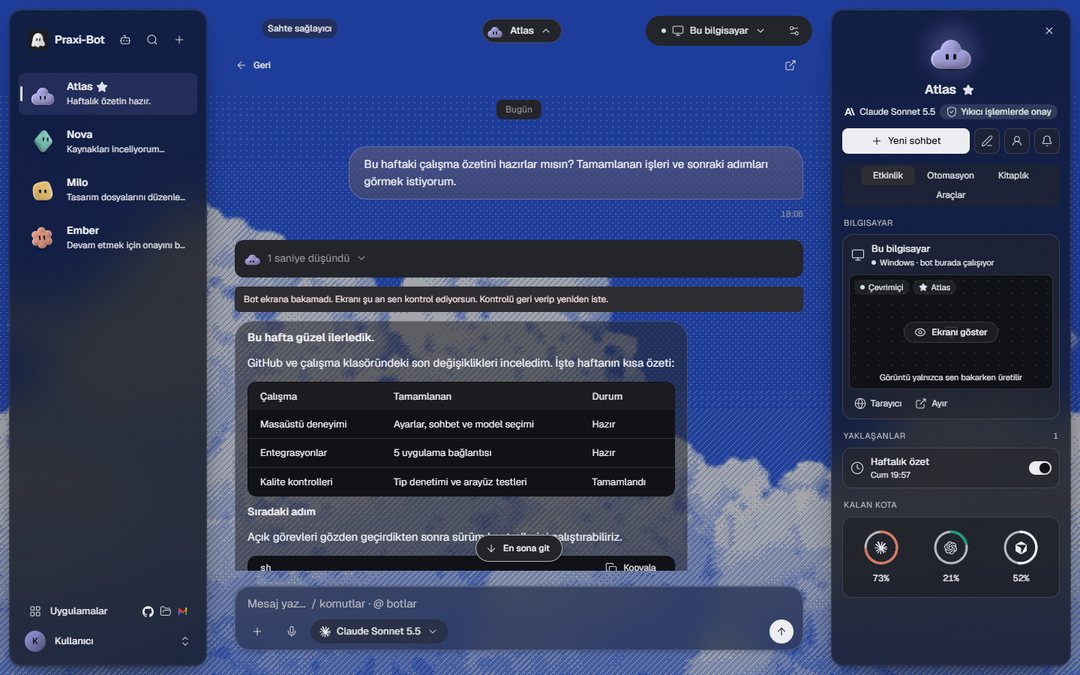 Praxi-Bot
Atlas
Haftalık özetin hazır.
Nova
Kaynakları inceliyorum...
Milo
Tasarım dosyalarını düzenle...
Ember
Devam etmek için onayını b...
Uygulamalar
K
Kullanıcı
Sahte sağlayıcı
Atlas
Bu bilgisayar
Geri
Bugün
Bu haftaki çalışma özetini hazırlar mısın? Tamamlanan işleri ve sonraki adımları
görmek istiyorum.
18:06
1 saniye düşündü
Bot ekrana bakamadı. Ekranı şu an sen kontrol ediyorsun. Kontrolü geri verip yeniden iste.
Bu hafta güzel ilerledik.
GitHub ve çalışma klasöründeki son değişiklikleri inceledim. İşte haftanın kısa özeti:
Çalışma Tamamlanan Durum
Masaüstü deneyimi Ayarlar, sohbet ve model seçimi Hazır
Entegrasyonlar 5 uygulama bağlantısı Hazır
Kalite kontrolleri Tip denetimi ve arayüz testleri Tamamlandı
Sıradaki adım
Açık görevleri gözden geçirdikten sonra sürüm çalıştırabiliriz.
En sona git
sh Kopyala
Mesaj yaz... / komutlar · @ botlar
Claude Sonnet 5.5
Atlas
Claude Sonnet 5.5 Yıkıcı işlemlerde onay
Yeni sohbet
Etkinlik Otomasyon Kitaplık
Araçlar
BILGISAYAR
Bu bilgisayar
Windows · bot burada çalışıyor
Çevrimiçi Atlas
Ekranı göster
Görüntü yalnızca sen bakarken üretilir
Tarayıcı Ayır
YAKLAŞANLAR 1
Haftalık özet
Cum 19:57
KALAN KOTA
73% 21% 52%